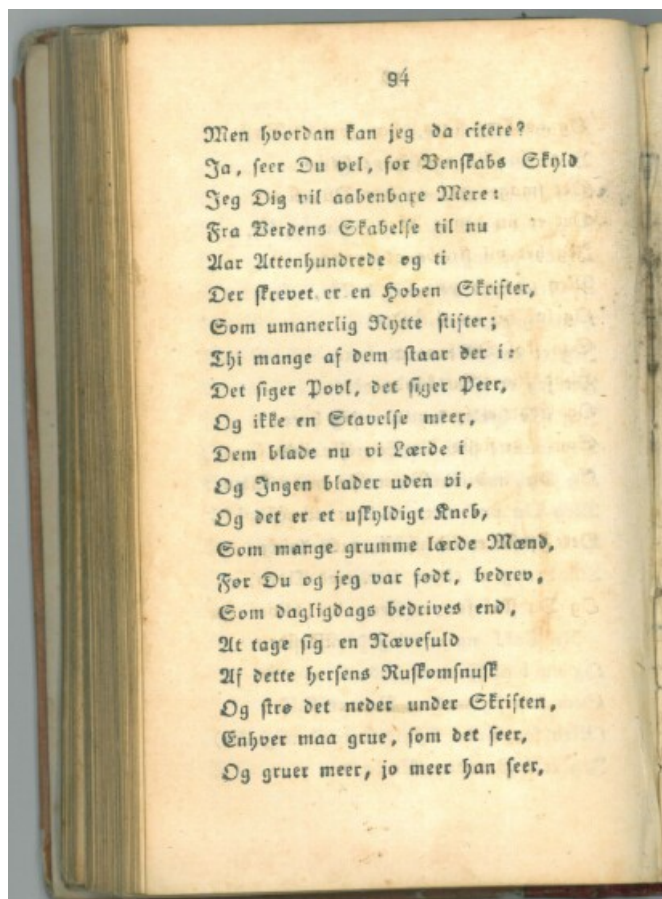 94
Men hvordan kan jeg da citere?
Ja, seer Du vel, for Venskabs Skyld
Jeg Dig vil aabenbare Mere:
Fra Verdens Skabelse til nu
Aar Attenhundrede og ti
Der skrevet er en Hoben Skrifter,
Som umanerlig Nytte stifter;
Thi mange af dem staar der i:
Det siger Povl, det siger Peer,
Og ikke en Stavelse meer,
Dem blade nu vi Lærde i
Og Ingen blader uden vi,
Og det er et uskyldigt Kneb,
Som mange grumme lærde Mænd,
Før Du og jeg var født, bedrev,
Som dagligdags bedrives end,
At tage sig en Nævefuld
Af dette hersens Ruskomsnusk
Og strø det neder under Skriften,
Enhver maa grue, som det seer,
Og gruer meer, jo meer han seer,